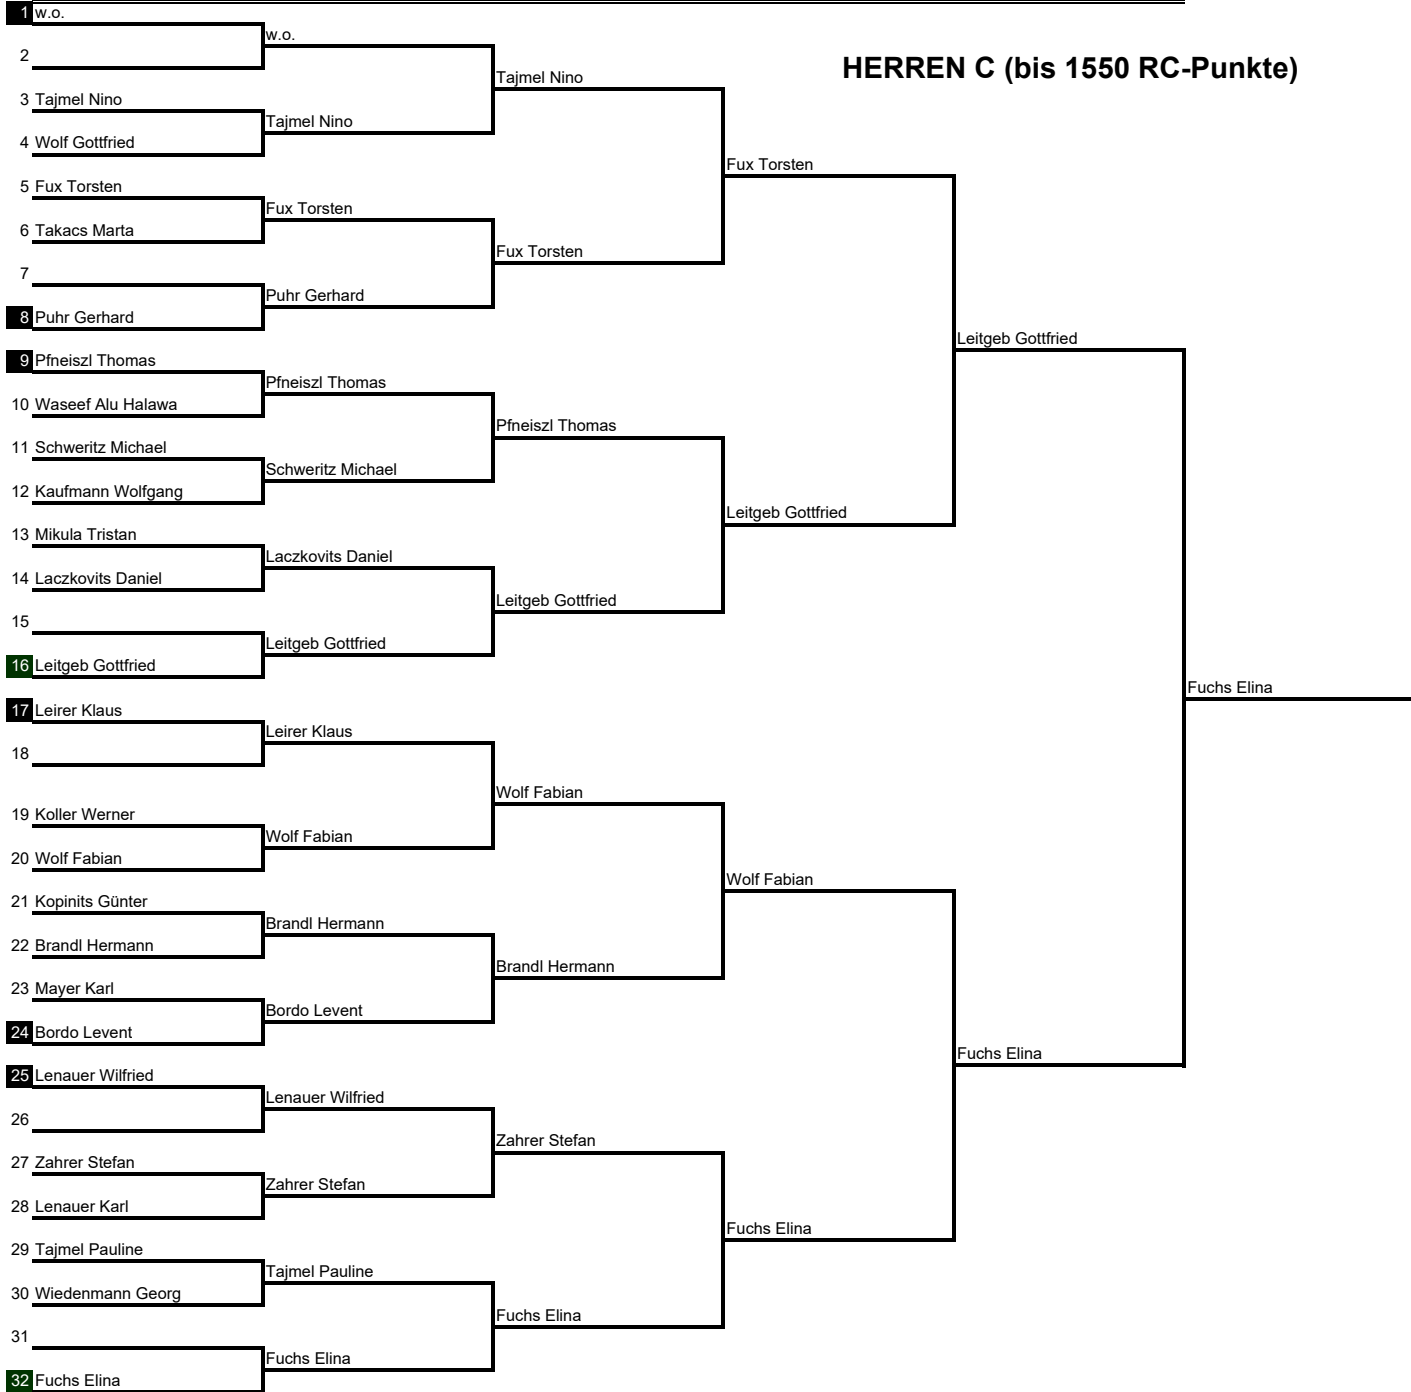 1 w.o.
w.o.
2
HERREN C (bis 1550 RC-Punkte)
Tajmel Nino
3 Tajmel Nino
Tajmel Nino
4 Wolf Gottfried
Fux Torsten
5 Fux Torsten
Fux Torsten
6 Takacs Marta
Fux Torsten
7
Puhr Gerhard
8 Puhr Gerhard
Leitgeb Gottfried
9 Pfneiszl Thomas
Pfneiszl Thomas
10 Waseef Alu Halawa
Pfneiszl Thomas
11 Schweritz Michael
Schweritz Michael
12 Kaufmann Wolfgang
Leitgeb Gottfried
13 Mikula Tristan
Laczkovits Daniel
14 Laczkovits Daniel
Leitgeb Gottfried
15
Leitgeb Gottfried
16 Leitgeb Gottfried
Fuchs Elina
17 Leirer Klaus
Leirer Klaus
18
Wolf Fabian
19 Koller Werner
Wolf Fabian
20 Wolf Fabian
Wolf Fabian
21 Kopinits Günter
Brandl Hermann
22 Brandl Hermann
Brandl Hermann
23 Mayer Karl
Bordo Levent
24 Bordo Levent
Fuchs Elina
25 Lenauer Wilfried
Lenauer Wilfried
26
Zahrer Stefan
27 Zahrer Stefan
Zahrer Stefan
28 Lenauer Karl
Fuchs Elina
29 Tajmel Pauline
Tajmel Pauline
30 Wiedenmann Georg
Fuchs Elina
31
Fuchs Elina
32 Fuchs Elina